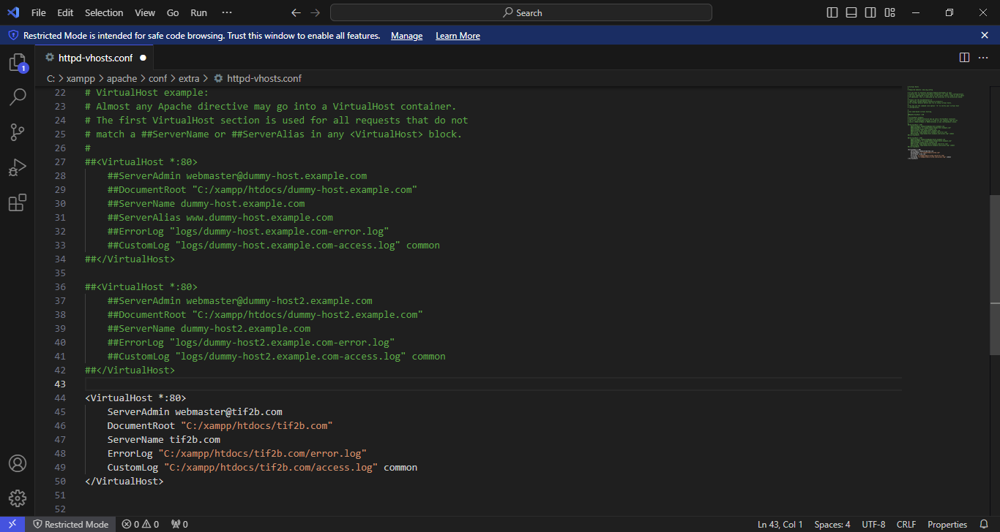 File Edit Selection View Go Run ··· Search
Restricted Mode is intended for safe code browsing. Trust this window to enable all features. Manage Learn More
httpd-vhosts.conf
C: > xampp > apache > conf > extra > httpd-vhosts.conf
1
22 # VirtualHost example:
23 # Almost any Apache directive may go into a VirtualHost container.
24 # The first VirtualHost section is used for all requests that do not
25 # match a ##ServerName or ##ServerAlias in any <VirtualHost> block.
26 #
27 ##<VirtualHost *:80>
28     ##ServerAdmin webmaster@dummy-host.example.com
29     ##DocumentRoot "C:/xampp/htdocs/dummy-host.example.com"
30     ##ServerName dummy-host.example.com
31     ##ServerAlias www.dummy-host.example.com
32     ##ErrorLog "logs/dummy-host.example.com-error.log"
33     ##CustomLog "logs/dummy-host.example.com-access.log" common
34 ##</VirtualHost>
35
36 ##<VirtualHost *:80>
37     ##ServerAdmin webmaster@dummy-host2.example.com
38     ##DocumentRoot "C:/xampp/htdocs/dummy-host2.example.com"
39     ##ServerName dummy-host2.example.com
40     ##ErrorLog "logs/dummy-host2.example.com-error.log"
41     ##CustomLog "logs/dummy-host2.example.com-access.log" common
42 ##</VirtualHost>
43
44 <VirtualHost *:80>
45     ServerAdmin webmaster@tif2b.com
46     DocumentRoot "C:/xampp/htdocs/tif2b.com"
47     ServerName tif2b.com
48     ErrorLog "C:/xampp/htdocs/tif2b.com/error.log"
49     CustomLog "C:/xampp/htdocs/tif2b.com/access.log" common
50 </VirtualHost>
51
52
Restricted Mode 0 0 0 Ln 43, Col 1 Spaces: 4 UTF-8 CRLF Properties